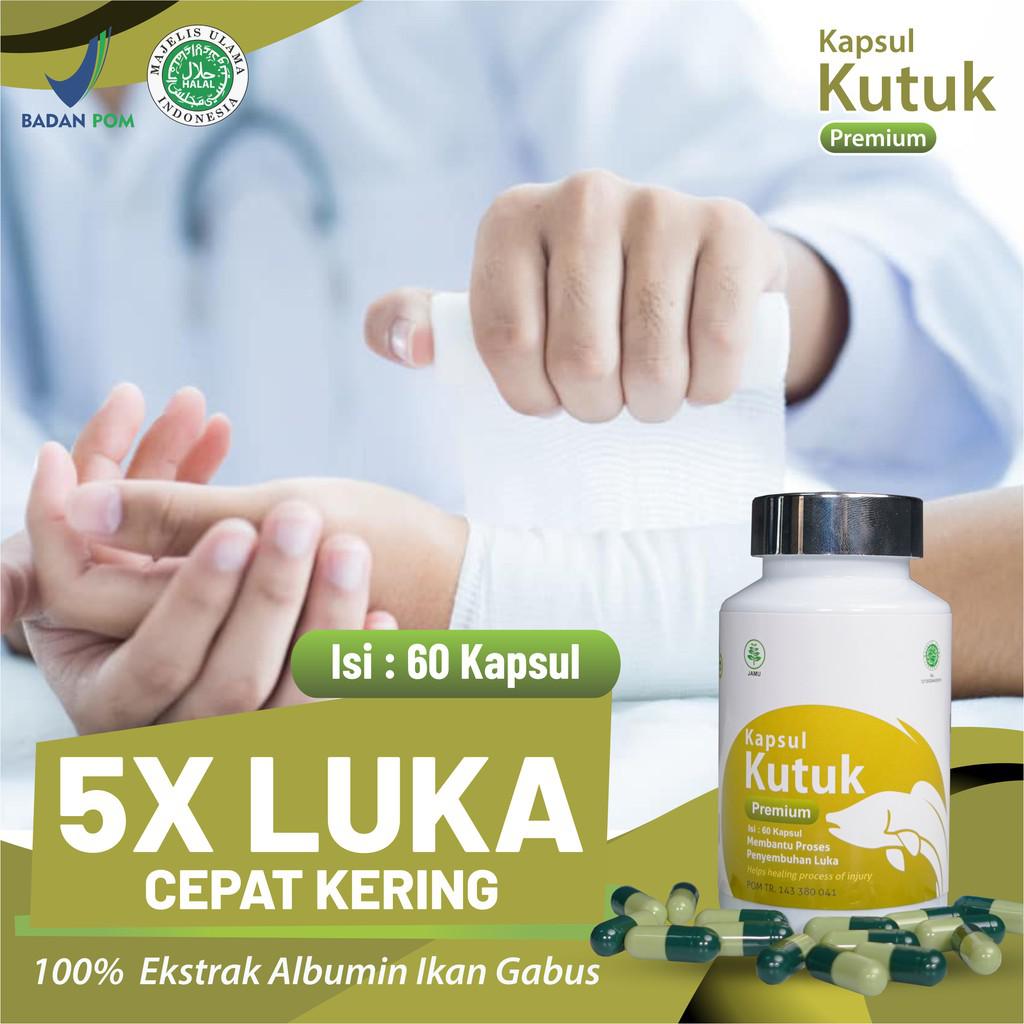 BADAN POM
MAJELIS ULAMA
حلال
HALAL
INDONESIA
Kapsul
Kutuk
Premium
Isi : 60 Kapsul
5X LUKA
CEPAT KERING
100% Ekstrak Albumin Ikan Gabus
JAMU
Kapsul
Kutuk
Premium
Isi : 60 Kapsul
Membantu Proses
Penyembuhan Luka
Helps healing process of injury
POM TR. 143 380 041